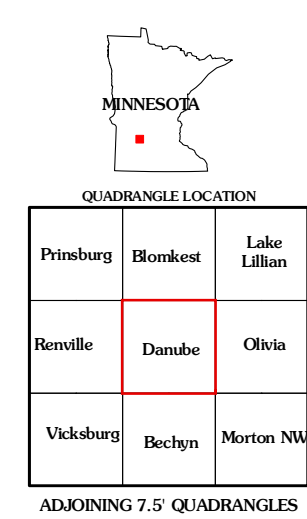 MINNESOTA
QUADRANGLE LOCATION
Prinsburg Blomkest Lake
Lillian
Renville Danube Olivia
Vicksburg Bechyn Morton NW
ADJOINING 7.5' QUADRANGLES